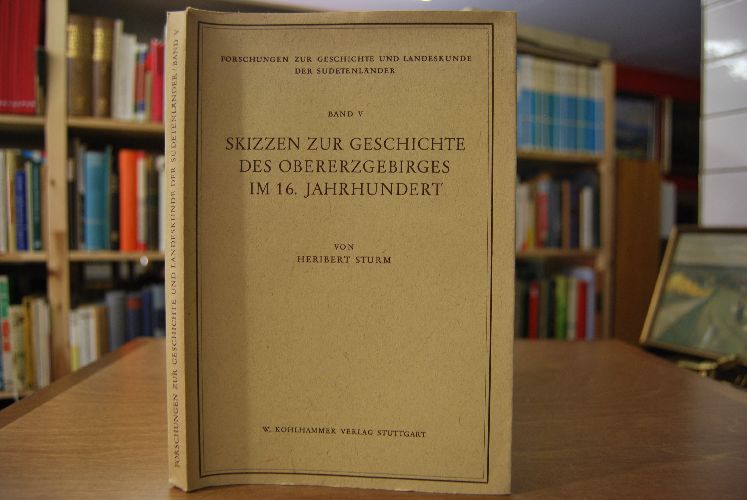 FORSCHUNGEN ZUR GESCHICHTE UND LANDESKUNDE DER SUDETENLÄNDER / BAND V
FORSCHUNGEN ZUR GESCHICHTE UND LANDESKUNDE
DER SUDETENLÄNDER
BAND V
SKIZZEN ZUR GESCHICHTE
DES OBERERZGEBIRGES
IM 16. JAHRHUNDERT
VON
HERIBERT STURM
W. KOHLHAMMER VERLAG STUTTGART